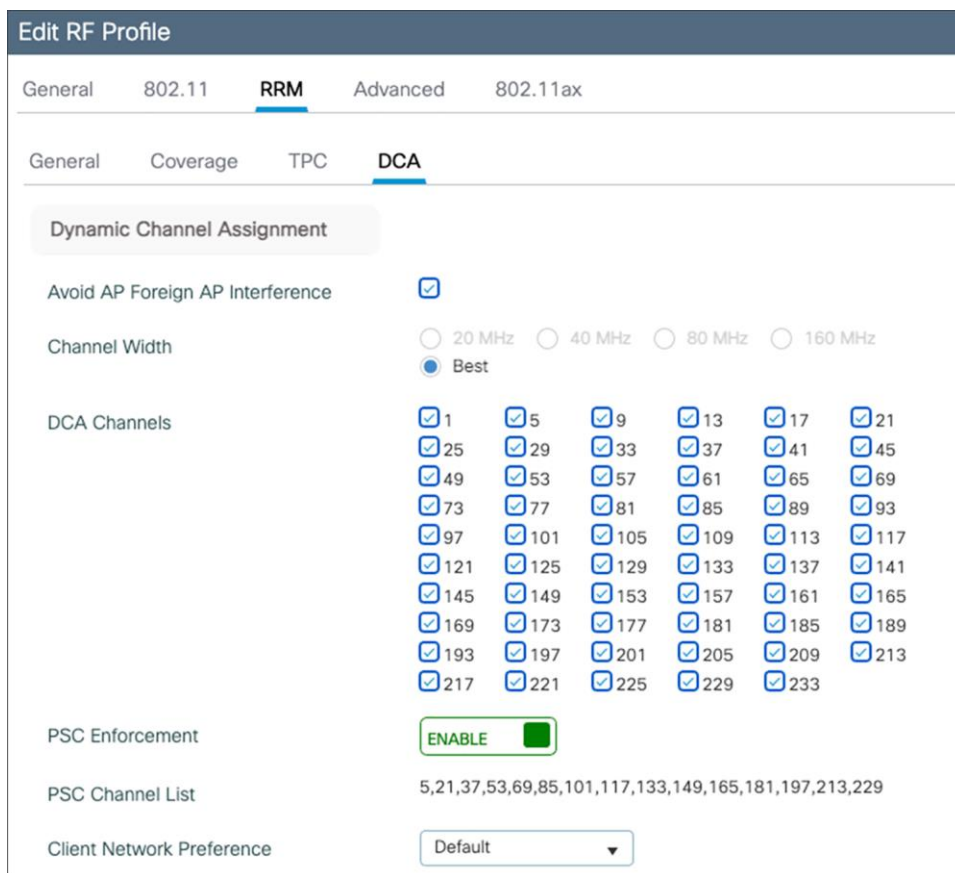 Edit RF Profile
General 802.11 RRM Advanced 802.11ax
General Coverage TPC DCA
Dynamic Channel Assignment
Avoid AP Foreign AP Interference
Channel Width 20 MHz 40 MHz 80 MHz 160 MHz
Best
DCA Channels 1 5 9 13 17 21
25 29 33 37 41 45
49 53 57 61 65 69
73 77 81 85 89 93
97 101 105 109 113 117
121 125 129 133 137 141
145 149 153 157 161 165
169 173 177 181 185 189
193 197 201 205 209 213
217 221 225 229 233
PSC Enforcement ENABLE
PSC Channel List 5,21,37,53,69,85,101,117,133,149,165,181,197,213,229
Client Network Preference Default